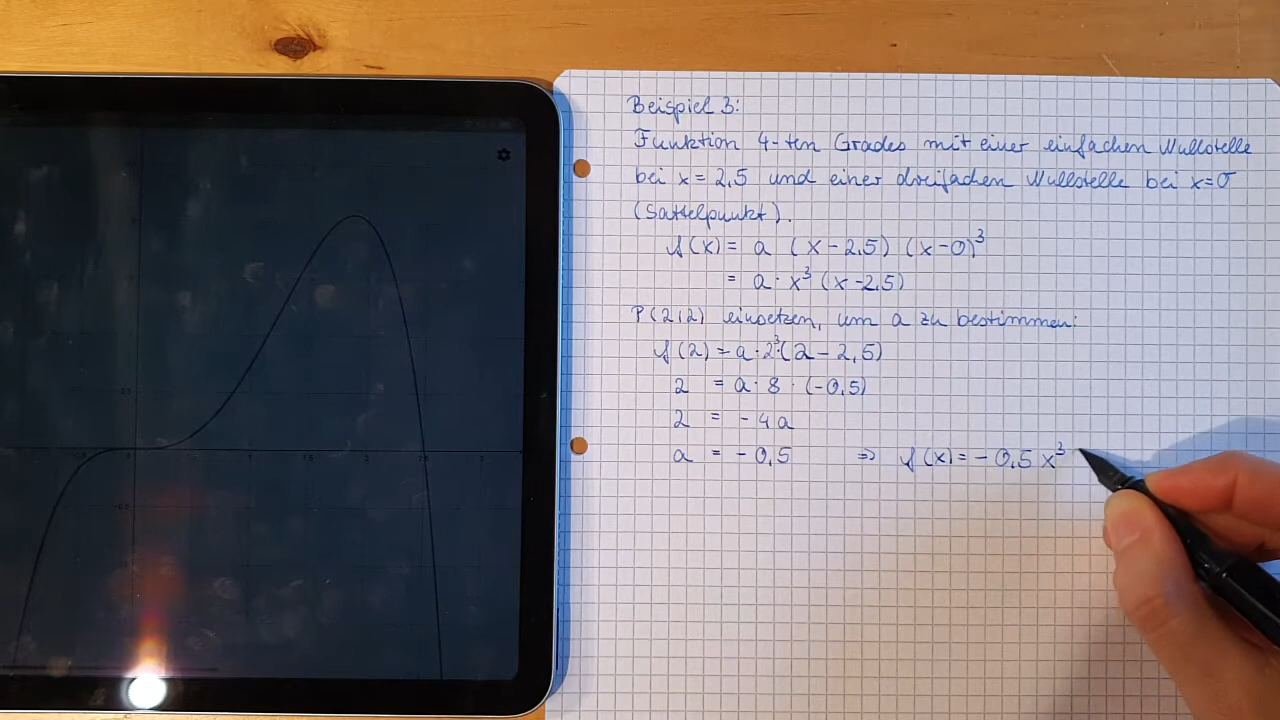 Beispiel 3:
Funktion 4-ten Grades mit einer einfachen Nullstelle
bei x = 2,5 und einer dreifachen Nullstelle bei x=0
(Sattelpunkt).
f(x) = a (x-2,5) (x-0)³
= a · x³ (x-2,5)
P(2|2) einsetzen, um a zu bestimmen:
f(2) = a · 2³·(2-2,5)
2 = a · 8 · (-0,5)
2 = -4a
a = -0,5 ⇒ f(x) = -0,5 x³